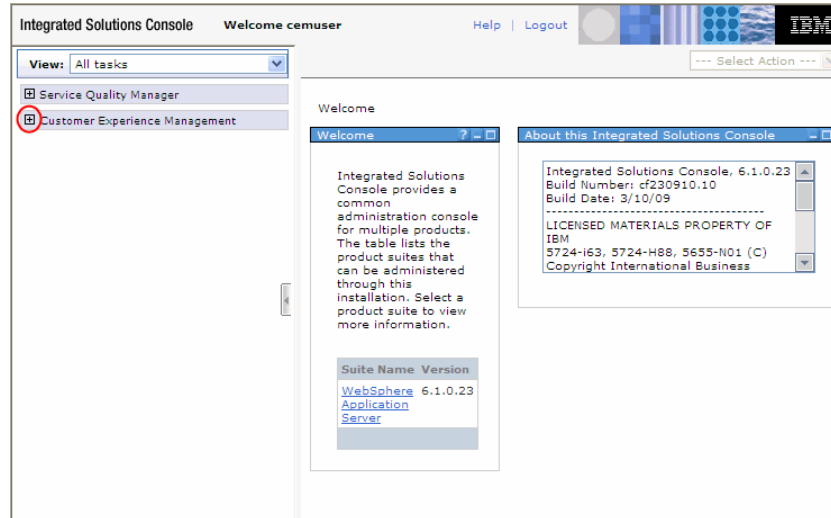 Integrated Solutions Console Welcome cemuser Help | Logout IBM
View: All tasks
--- Select Action ---
Service Quality Manager
Customer Experience Management
Welcome
Welcome
Integrated Solutions
Console provides a
common
administration console
for multiple products.
The table lists the
product suites that
can be administered
through this
installation. Select a
product suite to view
more information.
Suite Name Version
WebSphere 6.1.0.23
Application
Server
About this Integrated Solutions Console
Integrated Solutions Console, 6.1.0.23
Build Number: cf230910.10
Build Date: 3/10/09
----------------------------------------
LICENSED MATERIALS PROPERTY OF
IBM
5724-i63, 5724-H88, 5655-N01 (C)
Copyright International Business